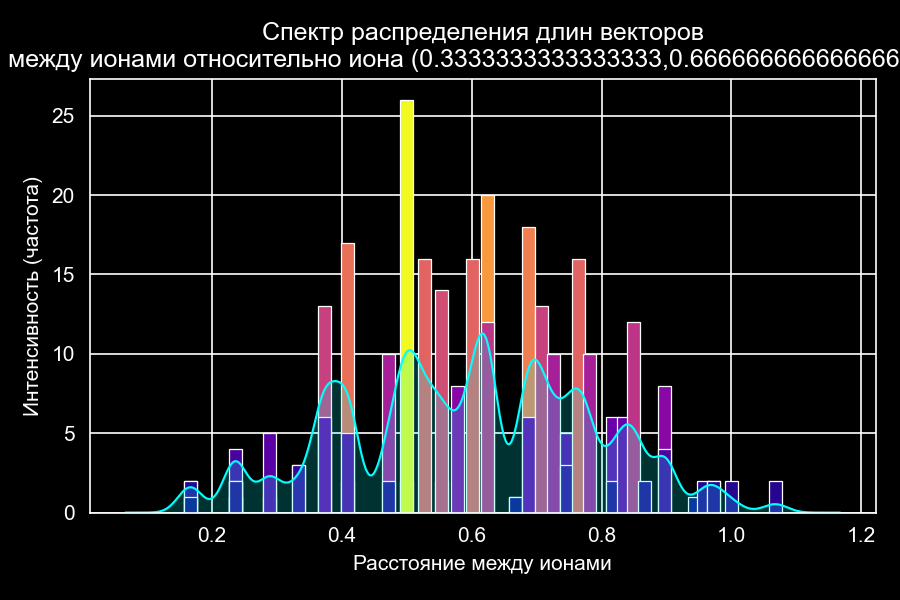 Спектр распределения длин векторов
между ионами относительно иона (0.3333333333333333,0.666666666666666
Интенсивность (частота)
25
20
15
10
5
0
0.2 0.4 0.6 0.8 1.0 1.2
Расстояние между ионами